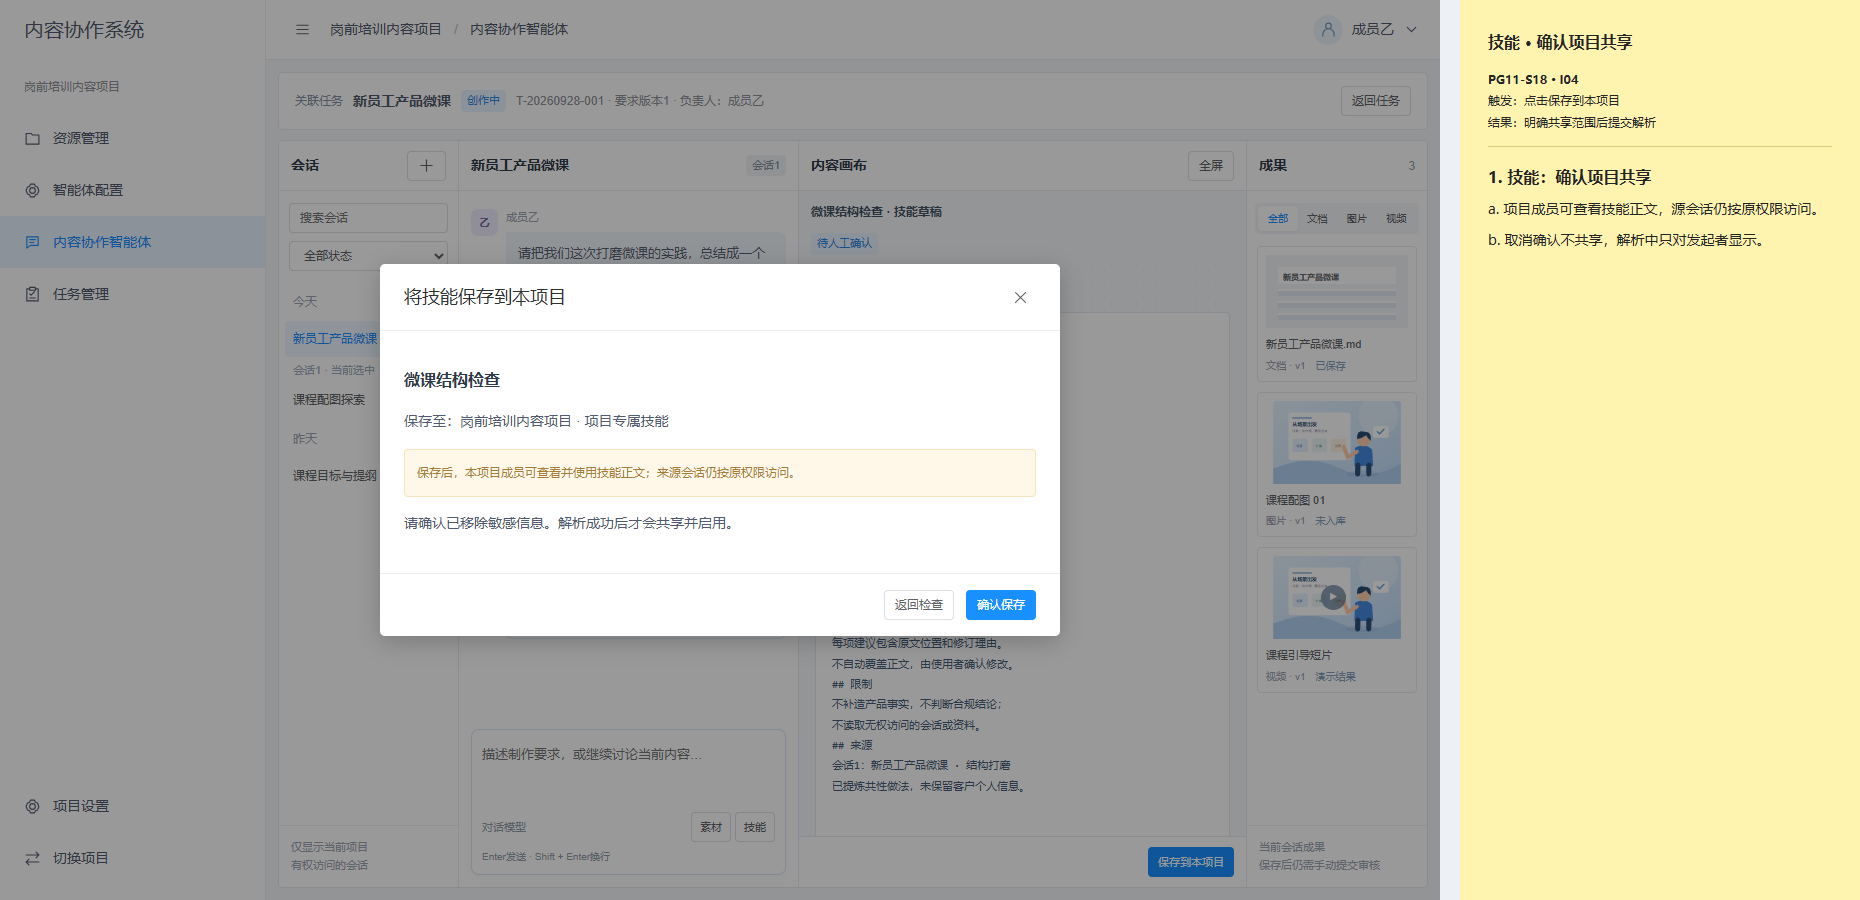 内容协作系统
岗前培训内容项目
资源管理
智能体配置
内容协作智能体
任务管理
项目设置
切换项目
岗前培训内容项目 / 内容协作智能体
成员乙
关联任务 新员工产品微课 创作中 T-20260928-001 · 要求版本1 · 负责人：成员乙
返回任务
会话
搜索会话
全部状态
今天
新员工产品微课
会话1 · 当前选中
课程配图探索
昨天
课程目标与提纲
仅显示当前项目
有权访问的会话
新员工产品微课 会话1
乙 成员乙
请把我们这次打磨微课的实践，总结成一个
描述制作要求，或继续讨论当前内容...
对话模型 素材 技能
Enter发送 · Shift + Enter换行
内容画布 全屏
微课结构检查 · 技能草稿
待人工确认
每项建议包含原文位置和修订理由。
不自动覆盖正文，由使用者确认修改。
## 限制
不补造产品事实，不判断合规结论；
不读取无权访问的会话或资料。
## 来源
会话1：新员工产品微课 · 结构打磨
已提炼共性做法，未保留客户个人信息。
保存到本项目
成果 3
全部 文档 图片 视频
新员工产品微课
新员工产品微课.md
文档 · v1 已保存
课程配图 01
图片 · v1 未入库
课程引导短片
视频 · v1 演示结果
当前会话成果
保存后仍需手动提交审核
将技能保存到本项目
微课结构检查
保存至：岗前培训内容项目 · 项目专属技能
保存后，本项目成员可查看并使用技能正文；来源会话仍按原权限访问。
请确认已移除敏感信息。解析成功后才会共享并启用。
返回检查 确认保存
技能 • 确认项目共享
PG11-S18 • I04
触发：点击保存到本项目
结果：明确共享范围后提交解析
1. 技能：确认项目共享
a. 项目成员可查看技能正文，源会话仍按原权限访问。
b. 取消确认不共享，解析中只对发起者显示。